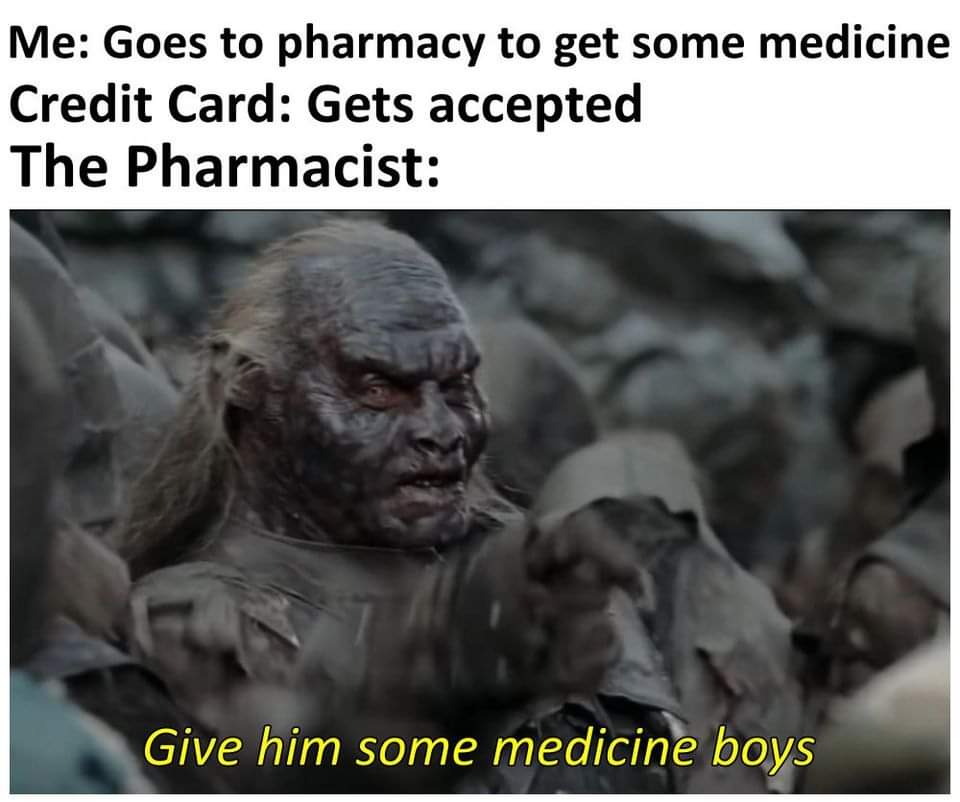 Me: Goes to pharmacy to get some medicine
Credit Card: Gets accepted
The Pharmacist:
Give him some medicine boys